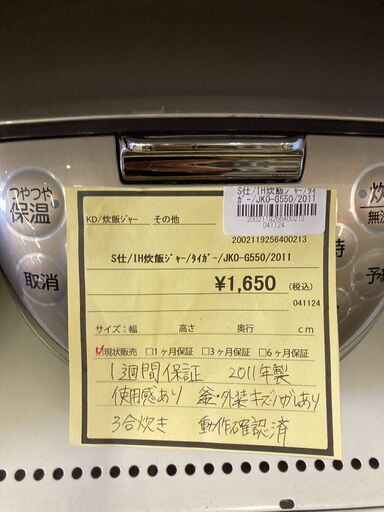 つやつや
保温
取消
炊
無洗
時
予約
S仕/IH炊飯ｼﾞｬｰ/ﾀｲ
ｶﾞｰ/JKO-G550/2011
2002119256400213
041124
KD/炊飯ジャー その他
2002119256400213
S仕/IH炊飯ｼﾞｬｰ/ﾀｲｶﾞｰ/JKO-G550/2011
¥1,650 (税込)
041124
サイズ:幅 高さ 奥行 cm
☑現状販売 □1ヶ月保証 □3ヶ月保証 □6ヶ月保証
1週間保証 2011年製
使用感あり 釜・外装キズハガレあり
3合炊き 動作確認済